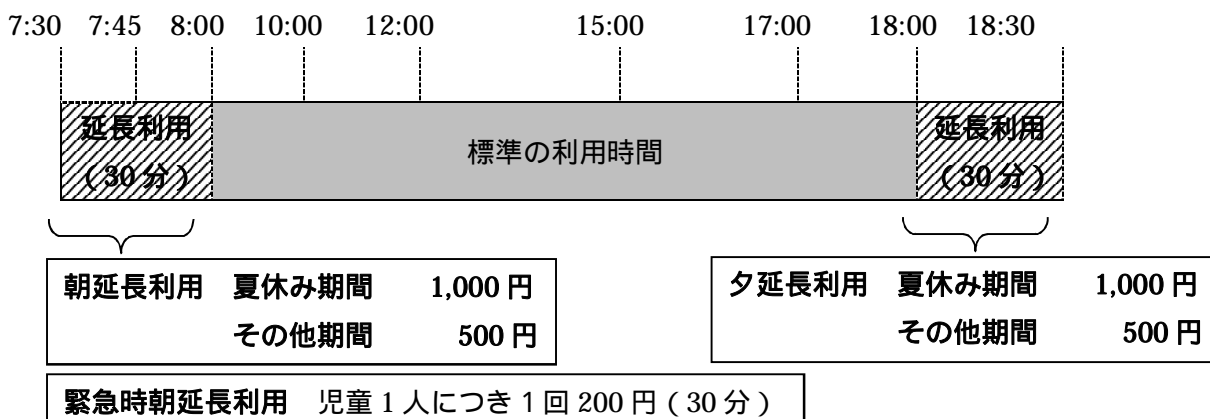 7:30 7:45 8:00 10:00 12:00 15:00 17:00 18:00 18:30
延長利用
(30分)
標準の利用時間
延長利用
(30分)
朝延長利用 夏休み期間 1,000円
その他期間 500円
夕延長利用 夏休み期間 1,000円
その他期間 500円
緊急時朝延長利用 児童1人につき1回200円(30分)